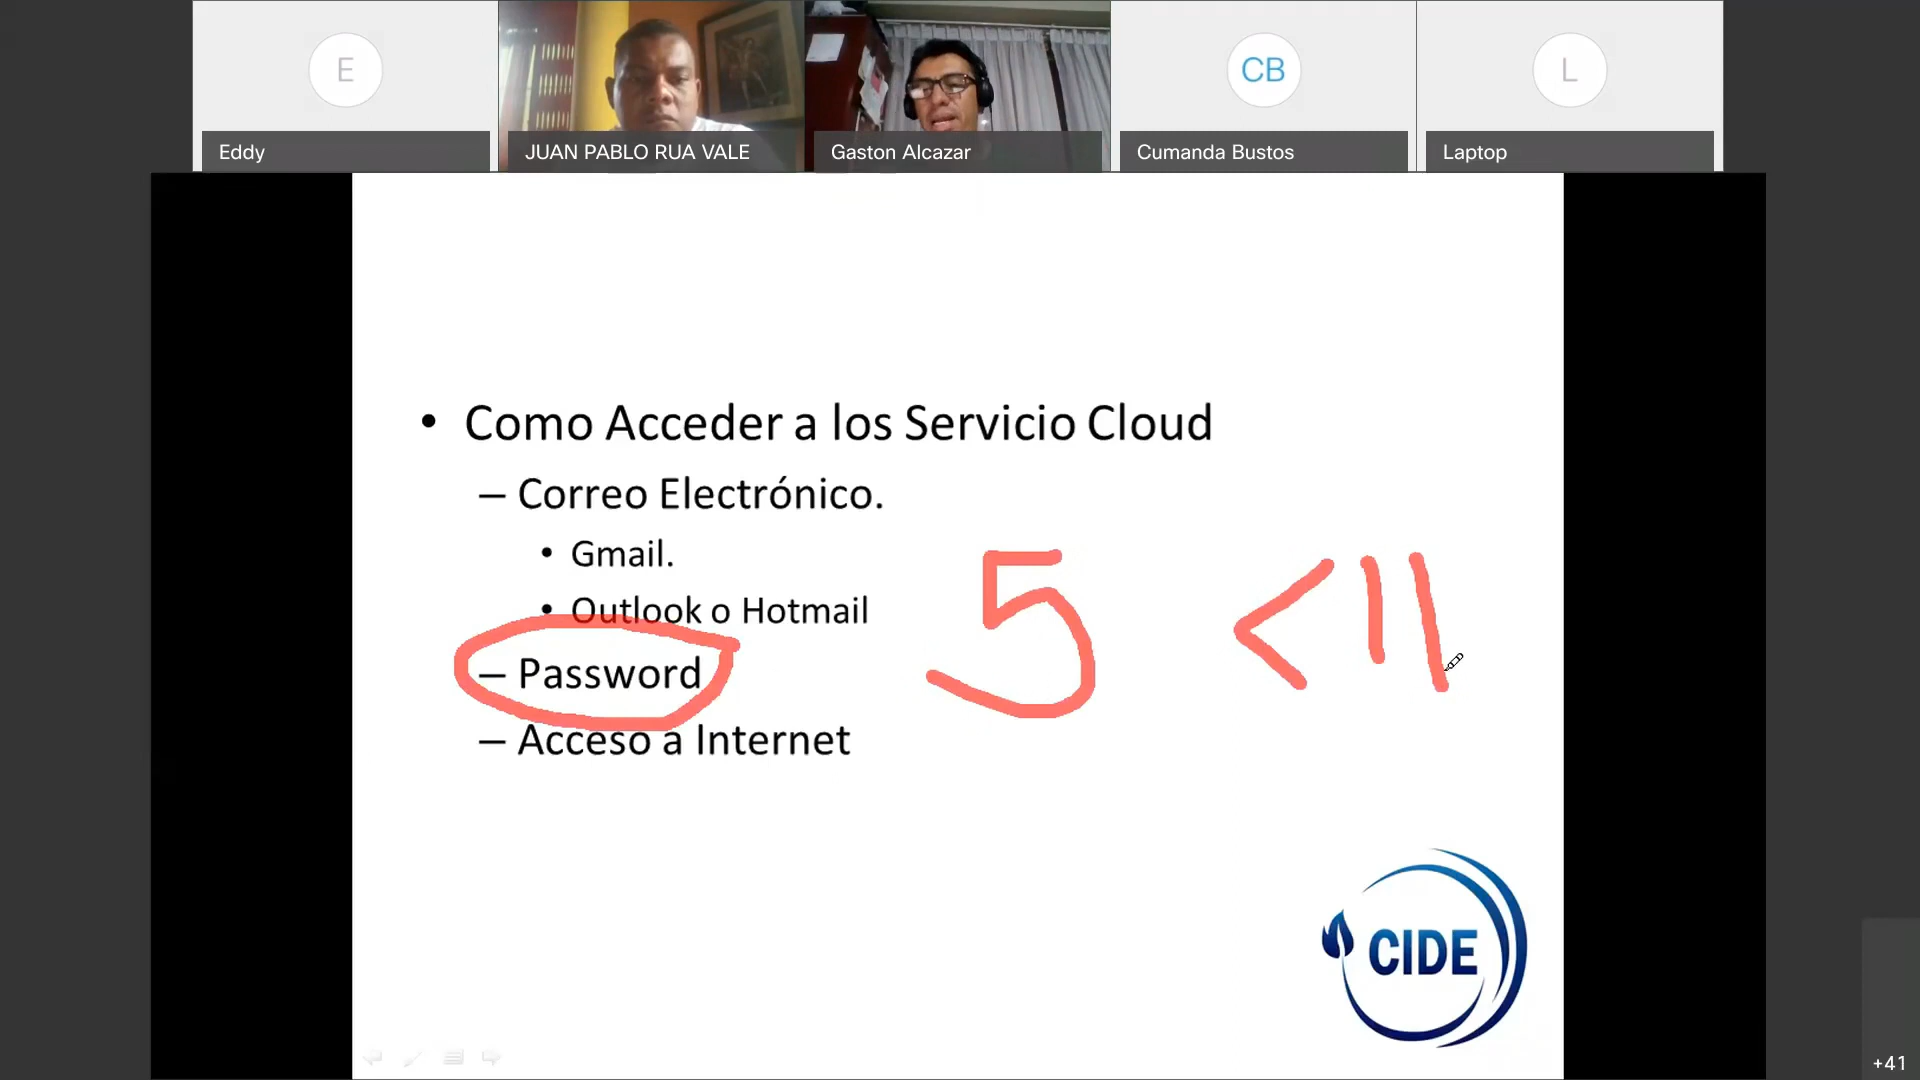 E
CB
L
Eddy
JUAN PABLO RUA VALE
Gaston Alcazar
Cumanda Bustos
Laptop
• Como Acceder a los Servicio Cloud
– Correo Electrónico.
• Gmail.
• Outlook o Hotmail
– Password
5 <11
– Acceso a Internet
CIDE
+41